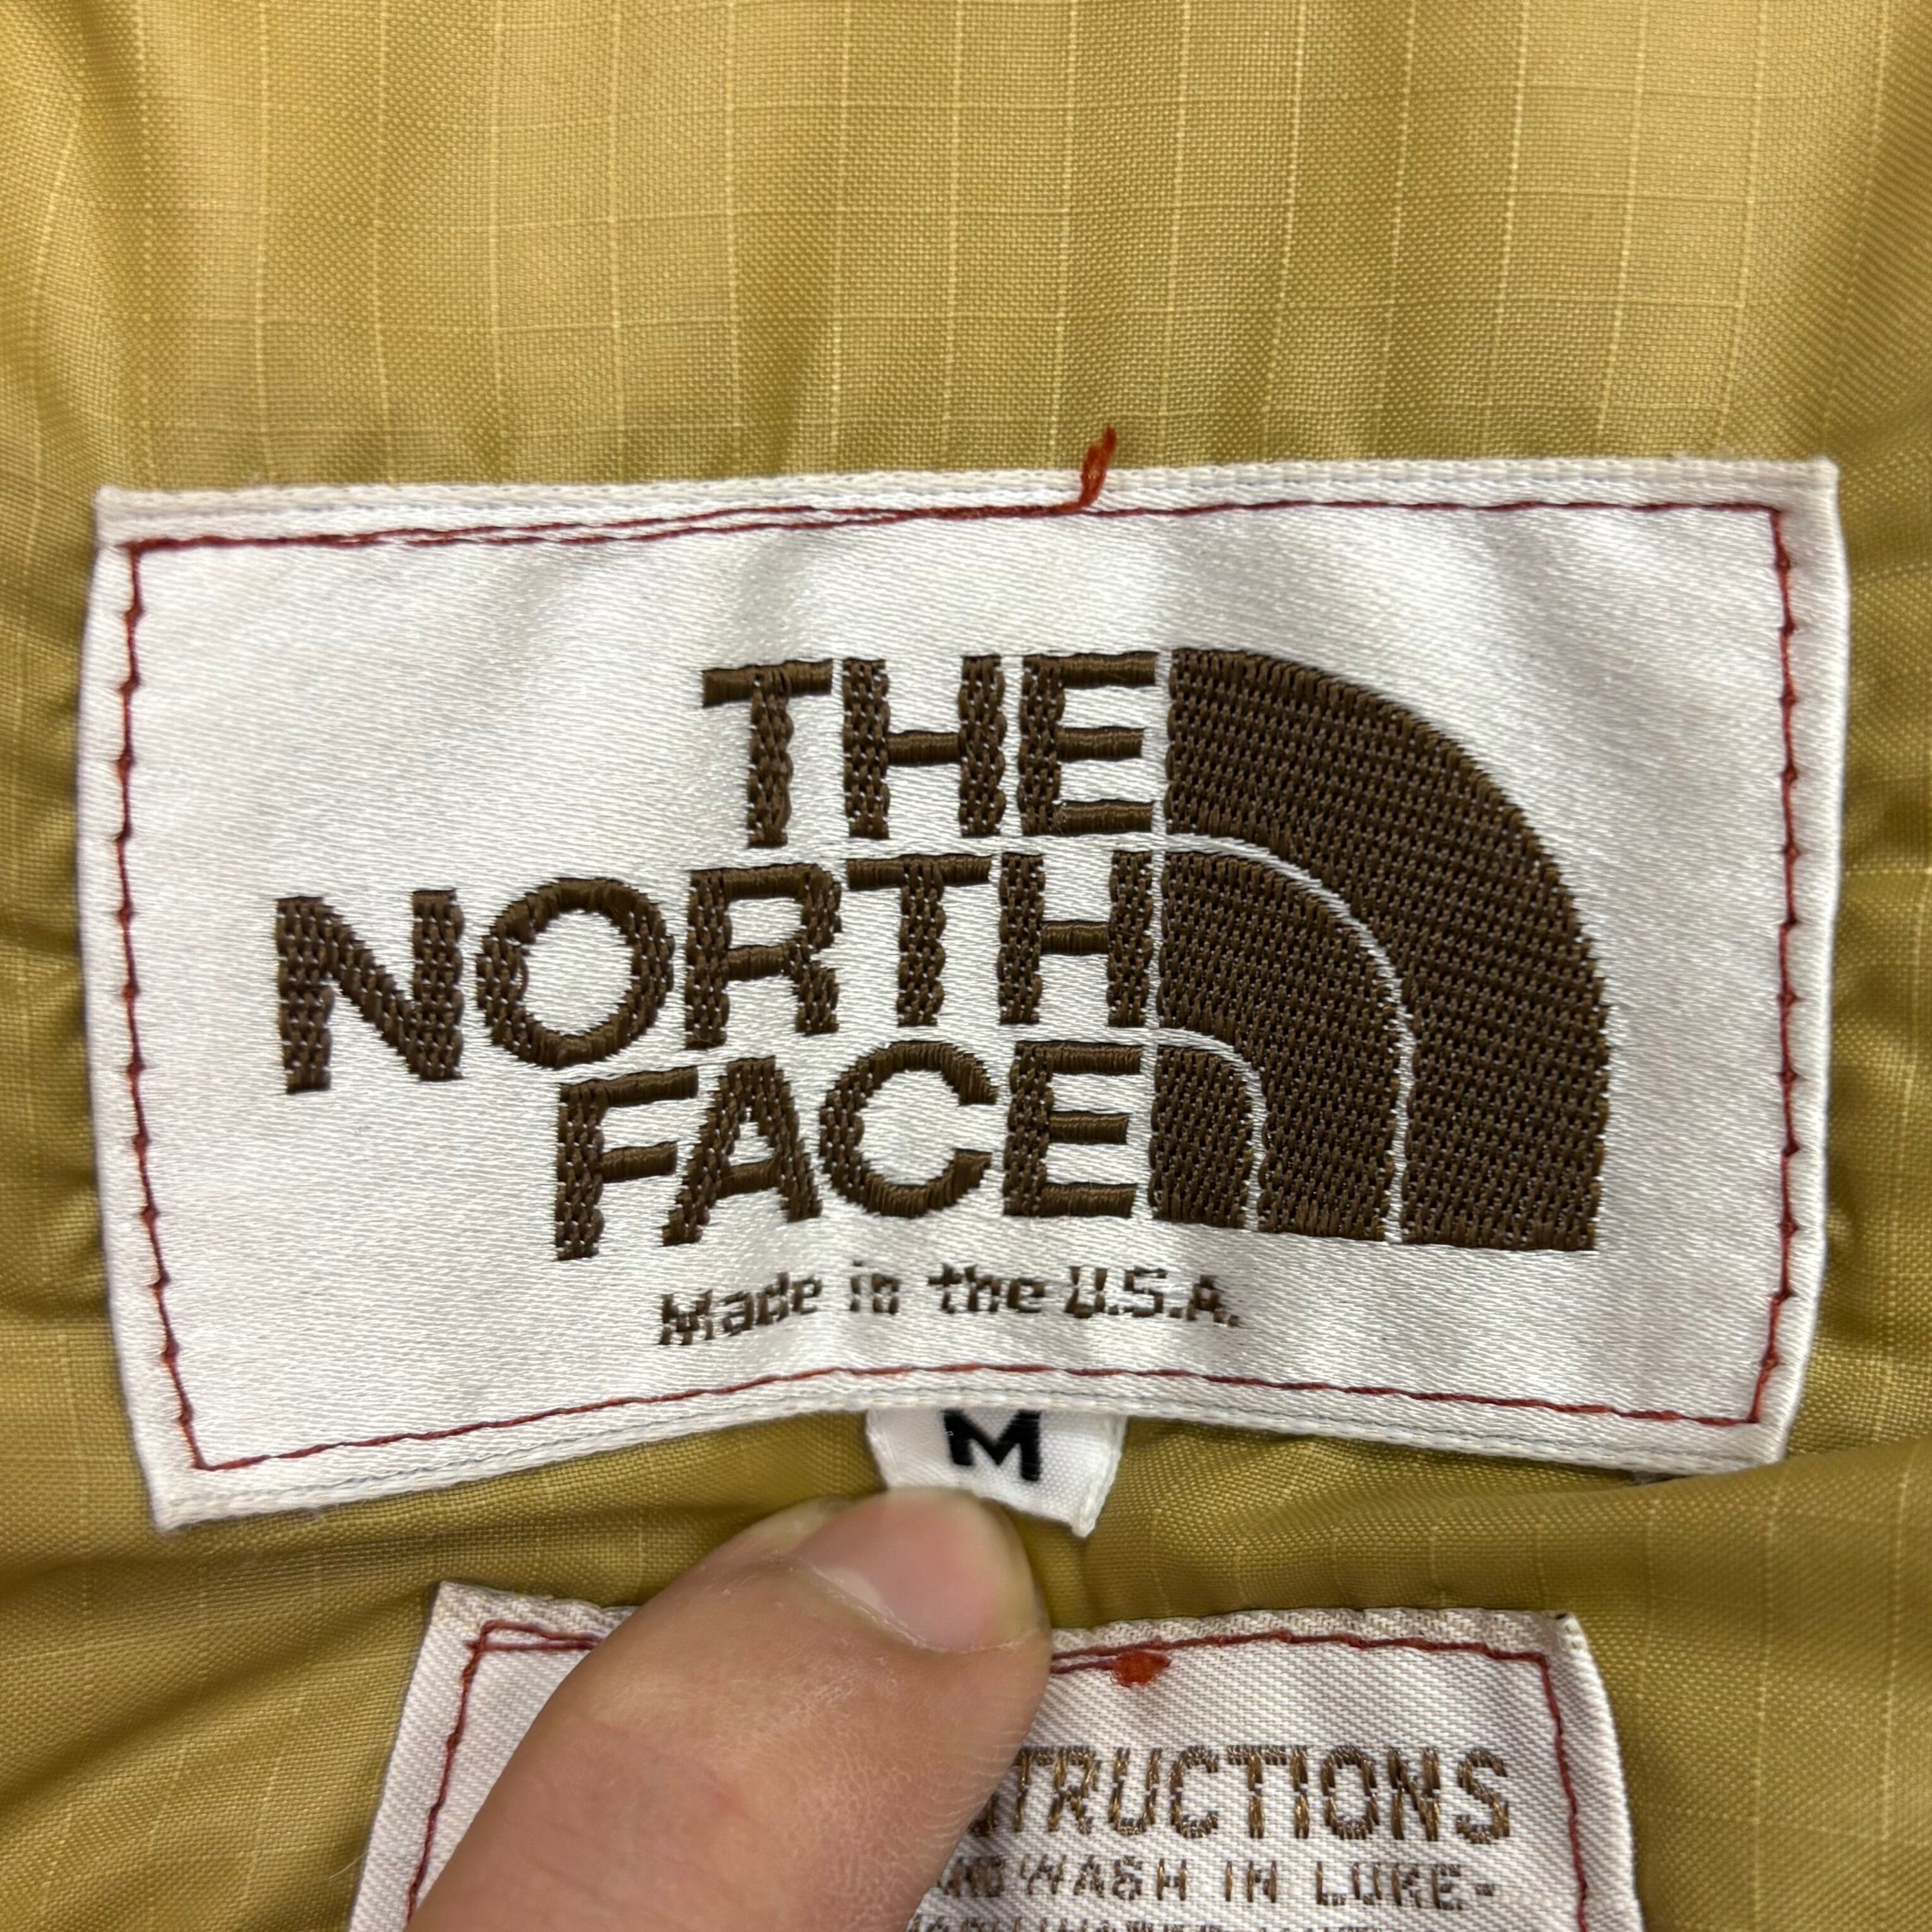 THE
NORTH
FACE
Made in the U.S.A.
M
TRUCTIONS
WASH IN LUKE-